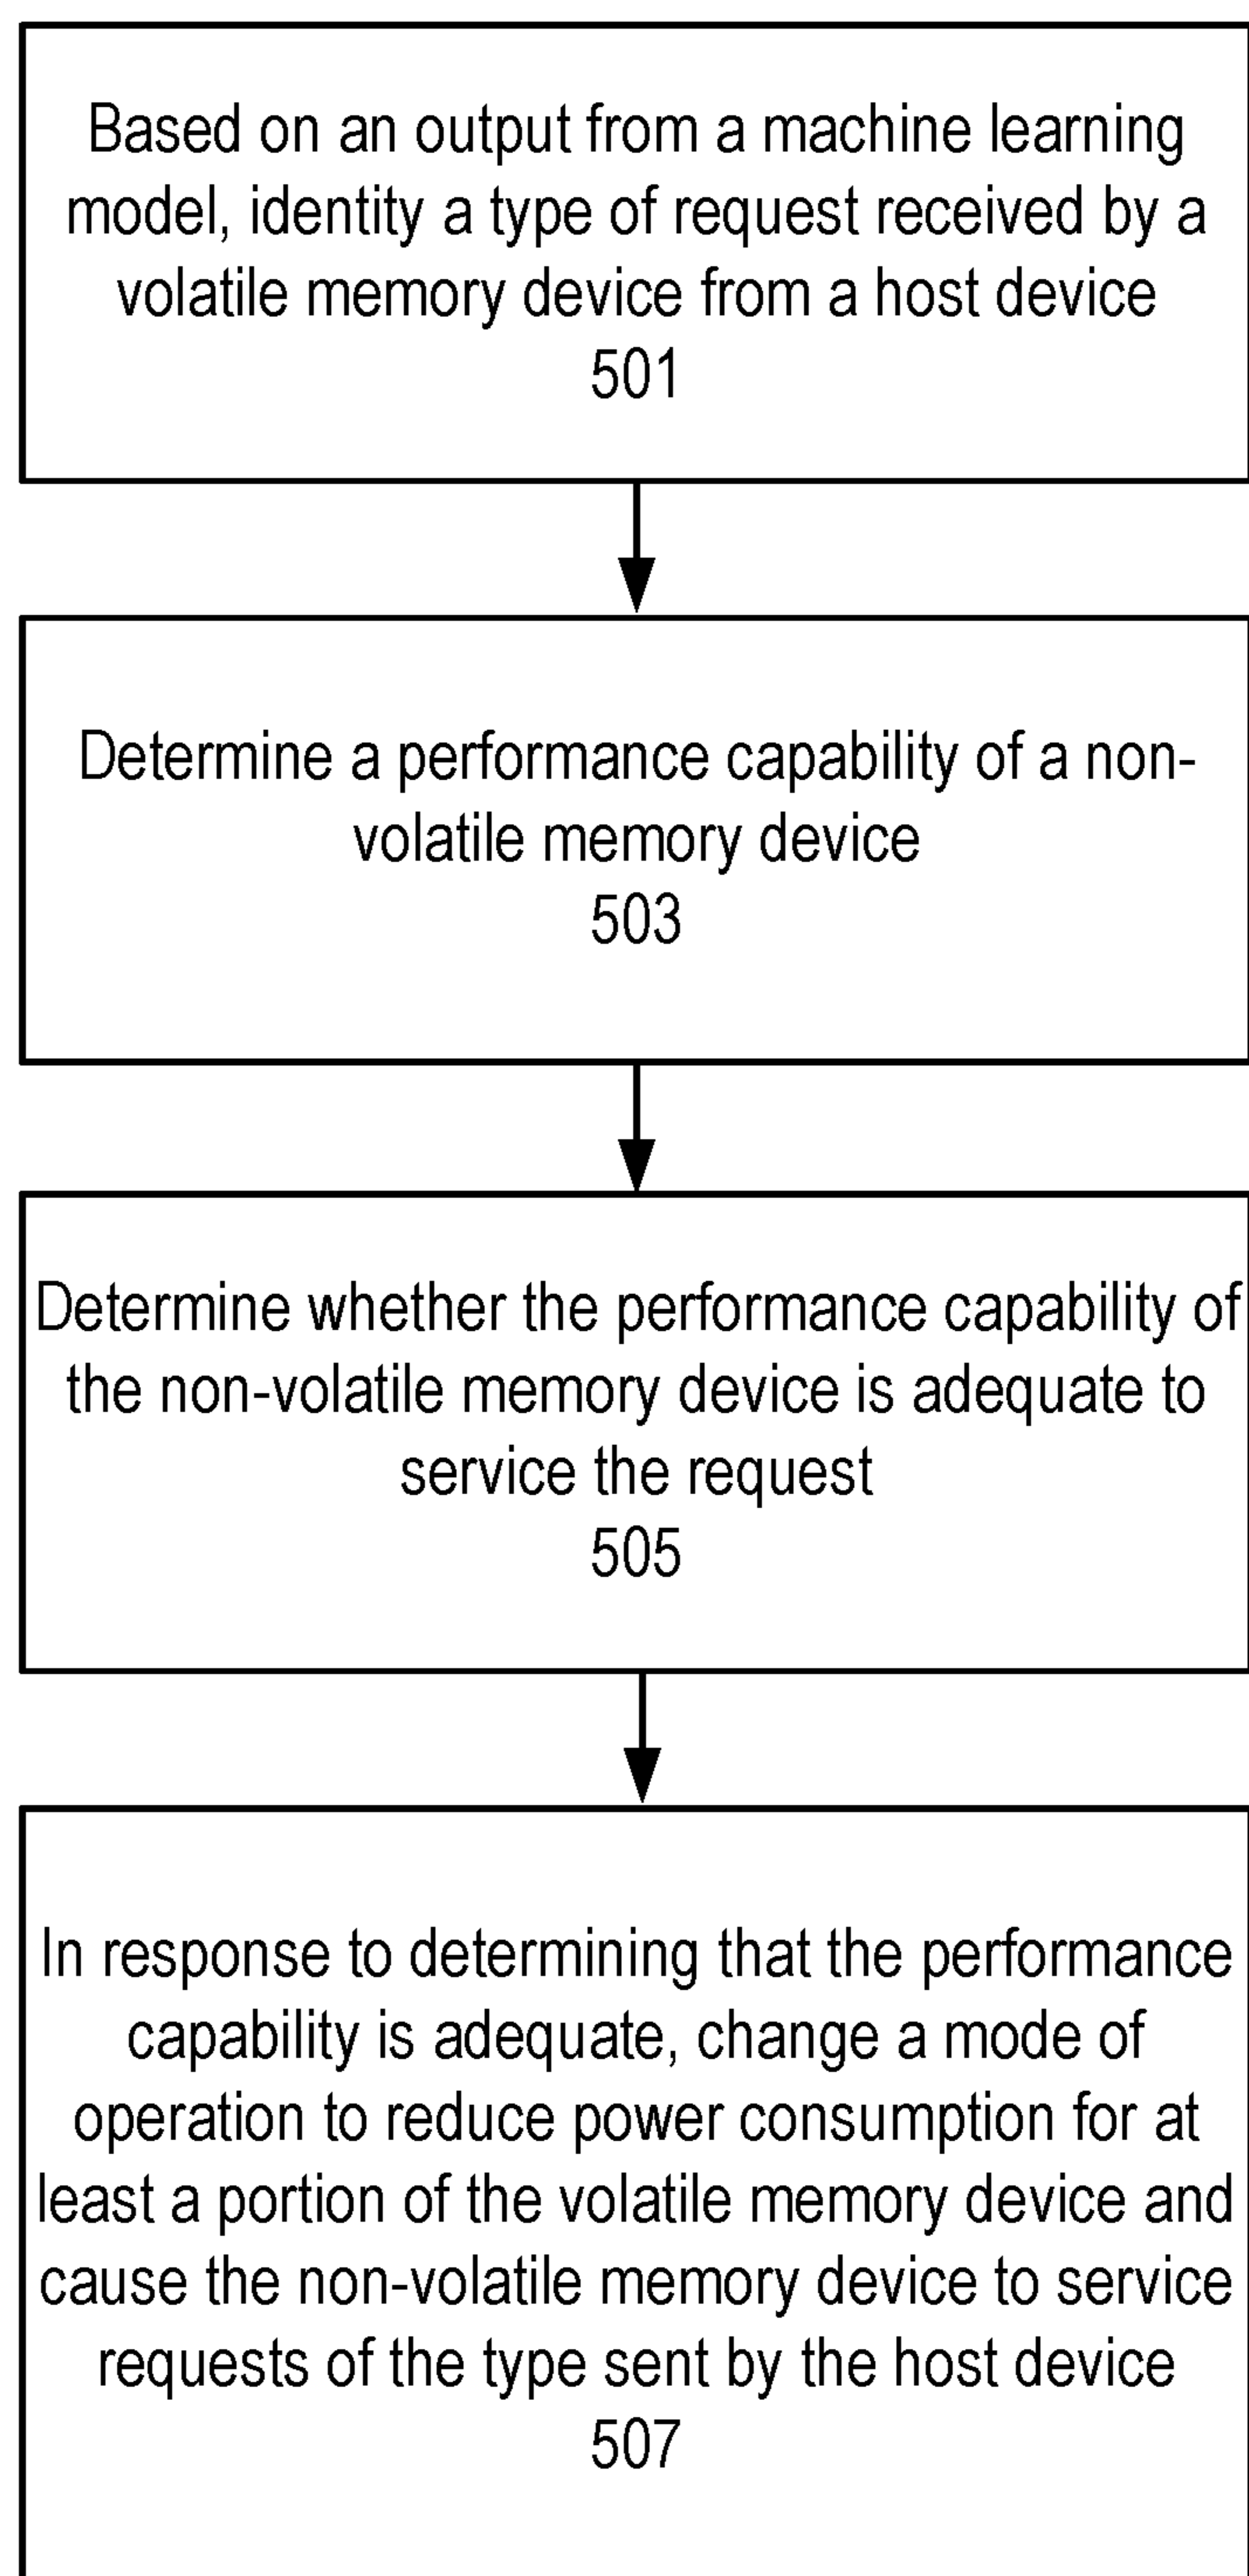 Based on an output from a machine learning
model, identity a type of request received by a
volatile memory device from a host device
501
Determine a performance capability of a non-
volatile memory device
503
Determine whether the performance capability of
the non-volatile memory device is adequate to
service the request
505
In response to determining that the performance
capability is adequate, change a mode of
operation to reduce power consumption for at
least a portion of the volatile memory device and
cause the non-volatile memory device to service
requests of the type sent by the host device
507